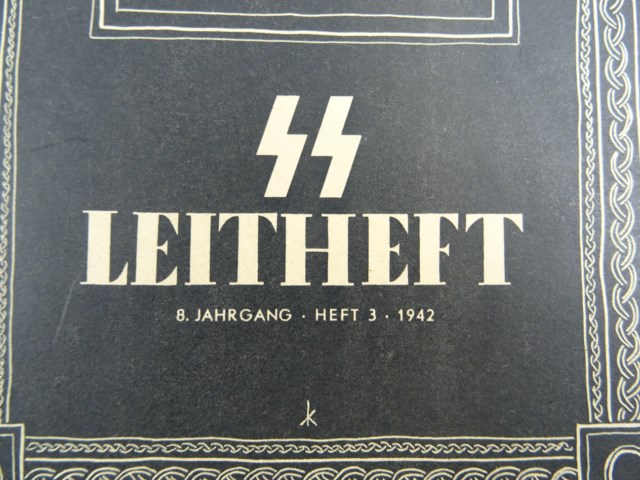 SS
LEITHEFT
8. JAHRGANG · HEFT 3 · 1942